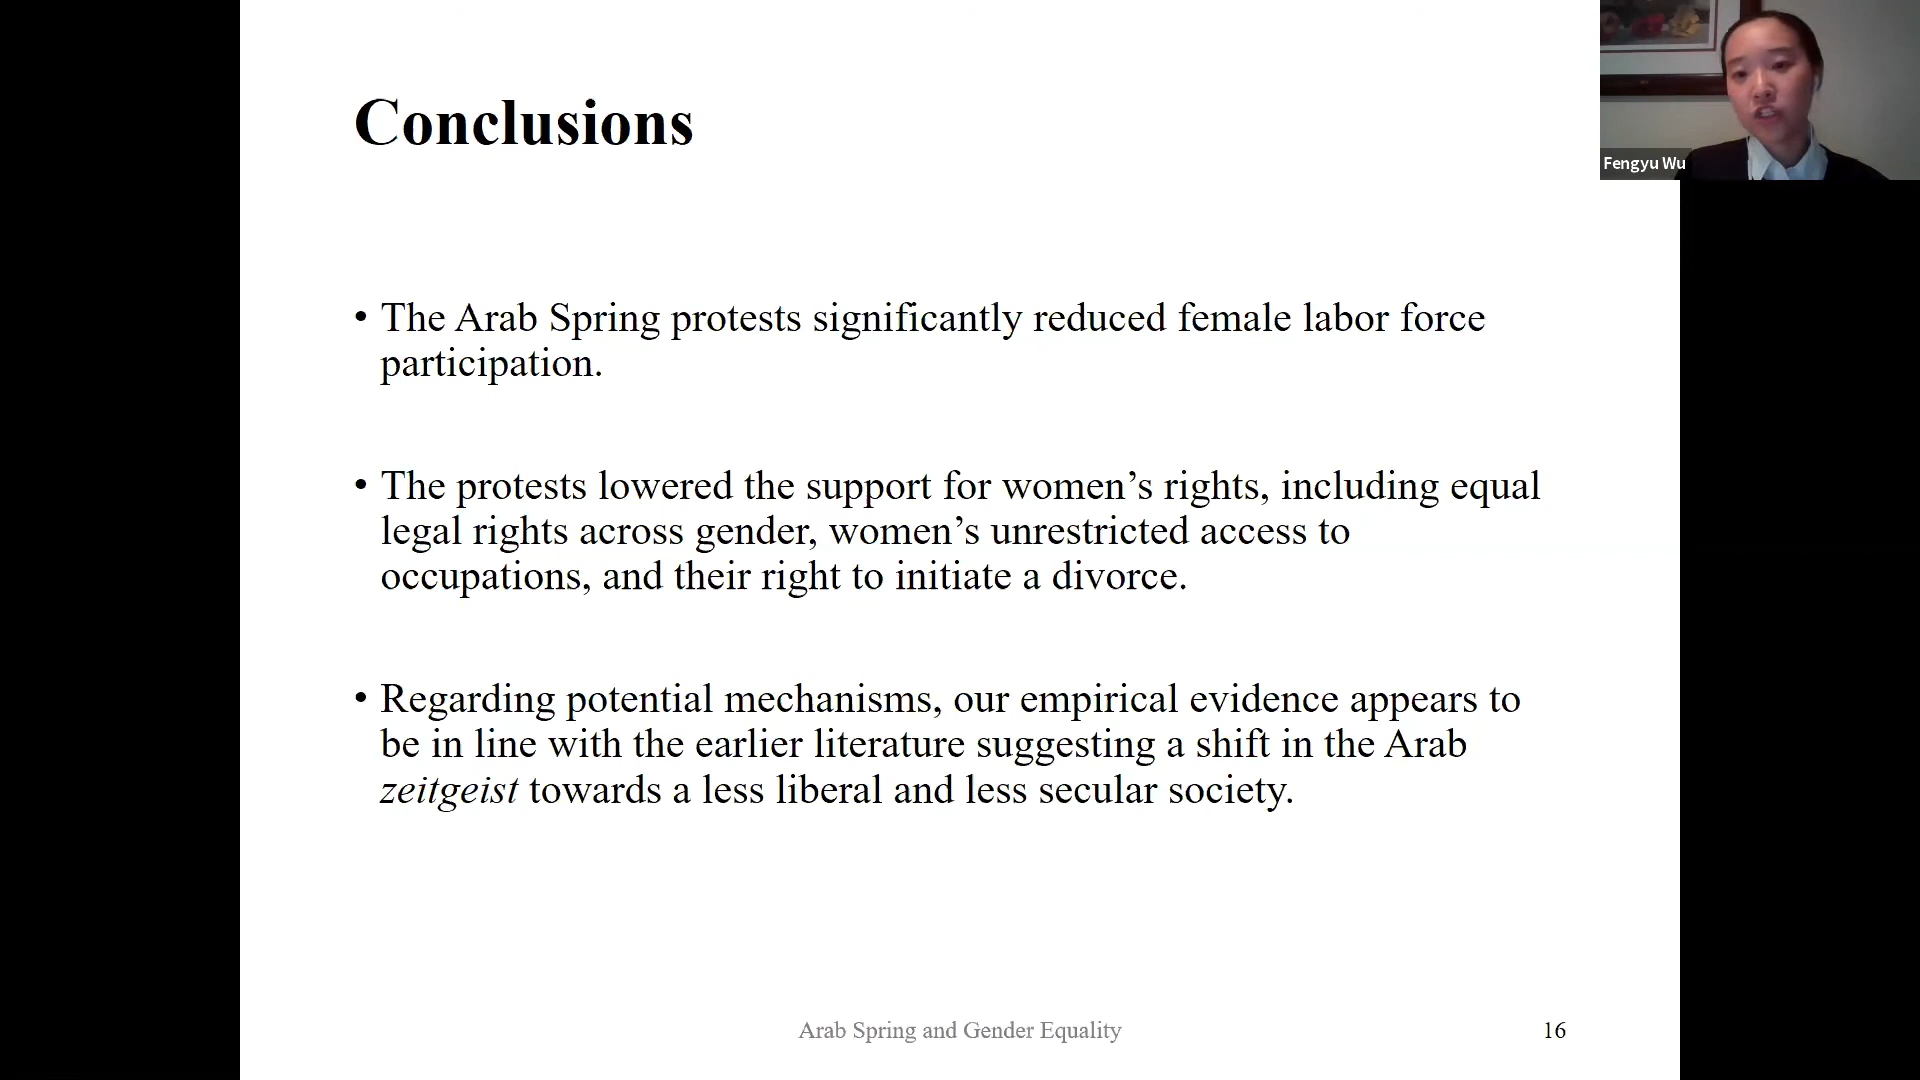 Conclusions
Fengyu Wu
• The Arab Spring protests significantly reduced female labor force
participation.
• The protests lowered the support for women’s rights, including equal
legal rights across gender, women’s unrestricted access to
occupations, and their right to initiate a divorce.
• Regarding potential mechanisms, our empirical evidence appears to
be in line with the earlier literature suggesting a shift in the Arab
zeitgeist towards a less liberal and less secular society.
Arab Spring and Gender Equality
16